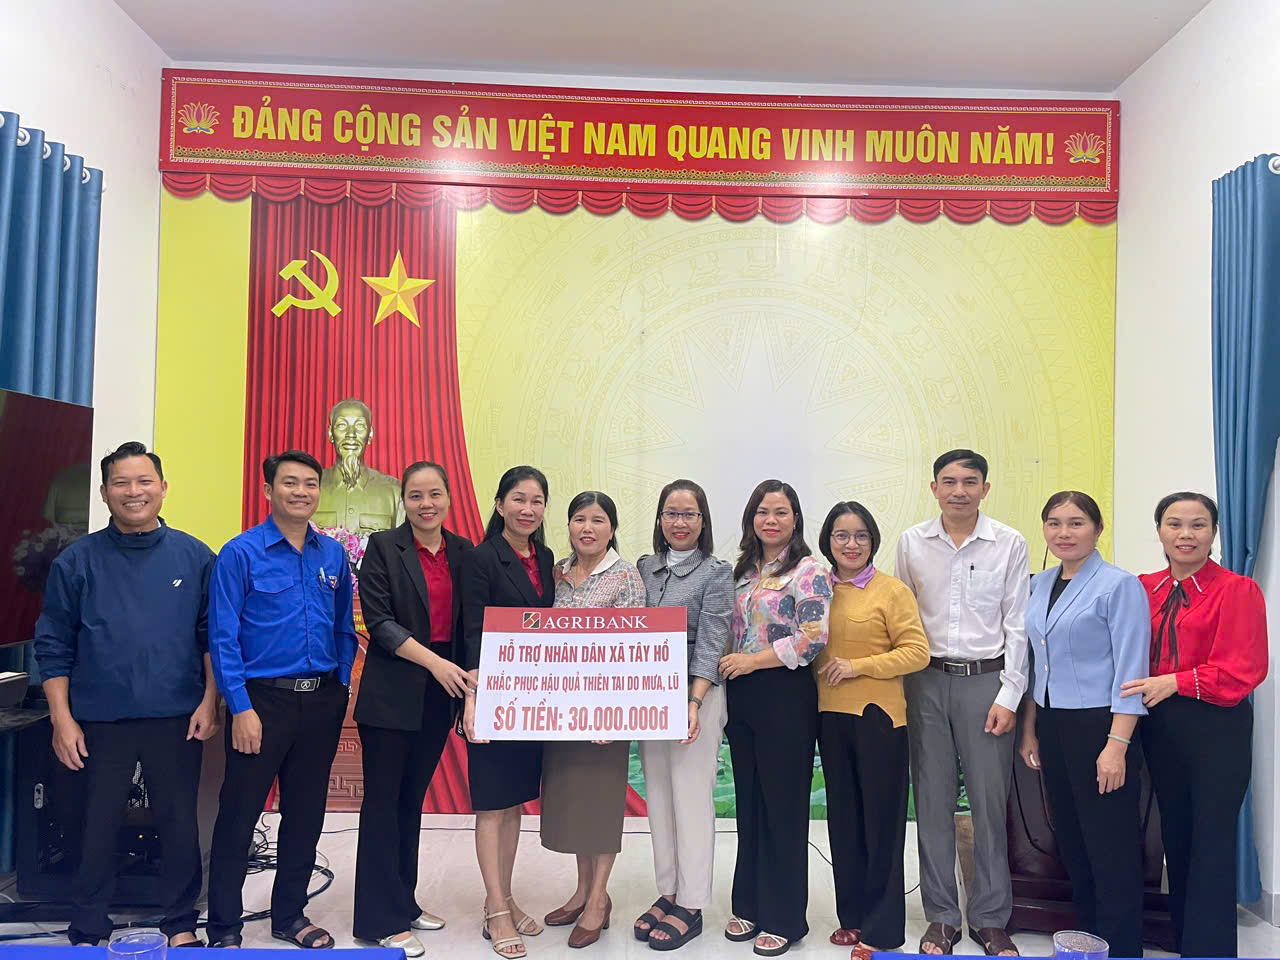 ĐẢNG CỘNG SẢN VIỆT NAM QUANG VINH MUÔN NĂM!
AGRIBANK
HỖ TRỢ NHÂN DÂN XÃ TÂY HỒ
KHẮC PHỤC HẬU QUẢ THIÊN TAI DO MƯA, LŨ
SỐ TIỀN: 30.000.000đ